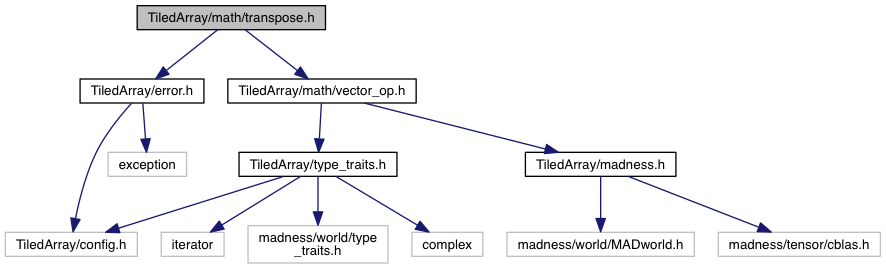 TiledArray/math/transpose.h
TiledArray/error.h
TiledArray/math/vector_op.h
exception
TiledArray/type_traits.h
TiledArray/madness.h
TiledArray/config.h
iterator
madness/world/type
_traits.h
complex
madness/world/MADworld.h
madness/tensor/cblas.h